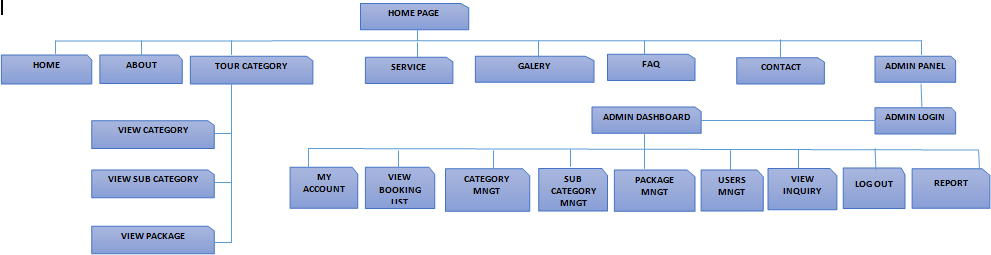 HOME PAGE
HOME
ABOUT
TOUR CATEGORY
SERVICE
GALERY
FAQ
CONTACT
ADMIN PANEL
ADMIN DASHBOARD
ADMIN LOGIN
VIEW CATEGORY
VIEW SUB CATEGORY
VIEW PACKAGE
MY
ACCOUNT
VIEW
BOOKING
LIST
CATEGORY
MNGT
SUB
CATEGORY
MNGT
PACKAGE
MNGT
USERS
MNGT
VIEW
INQUIRY
LOG OUT
REPORT